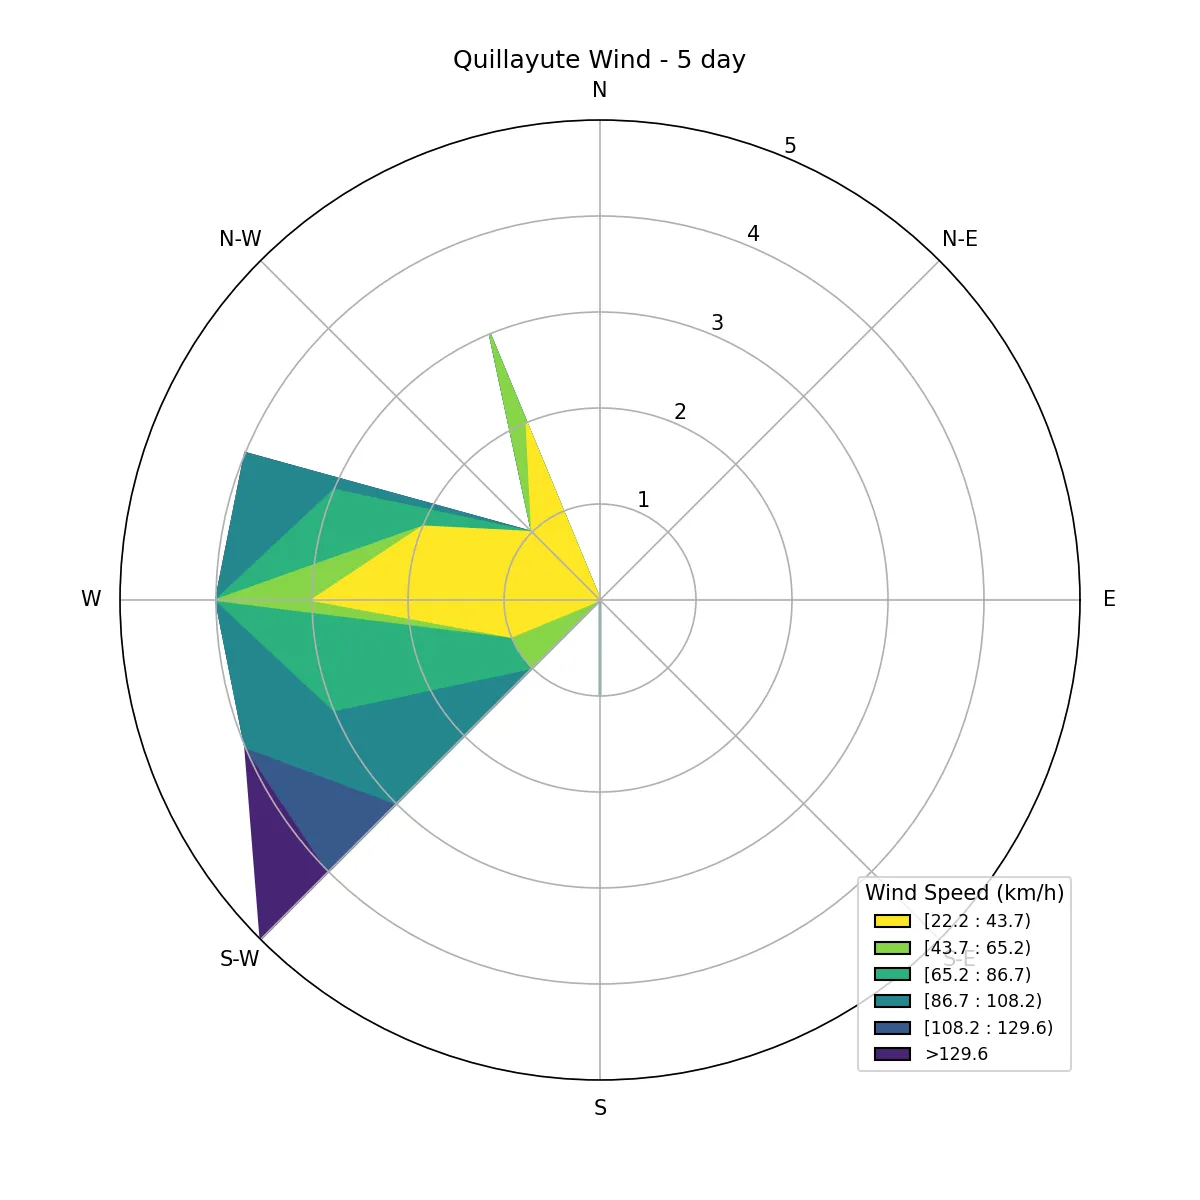 Quillayute Wind - 5 day
N
5
N-W
N-E
4
3
2
1
W
E
S-W
S-E
S
Wind Speed (km/h)
[22.2 : 43.7)
[43.7 : 65.2)
[65.2 : 86.7)
[86.7 : 108.2)
[108.2 : 129.6)
>129.6